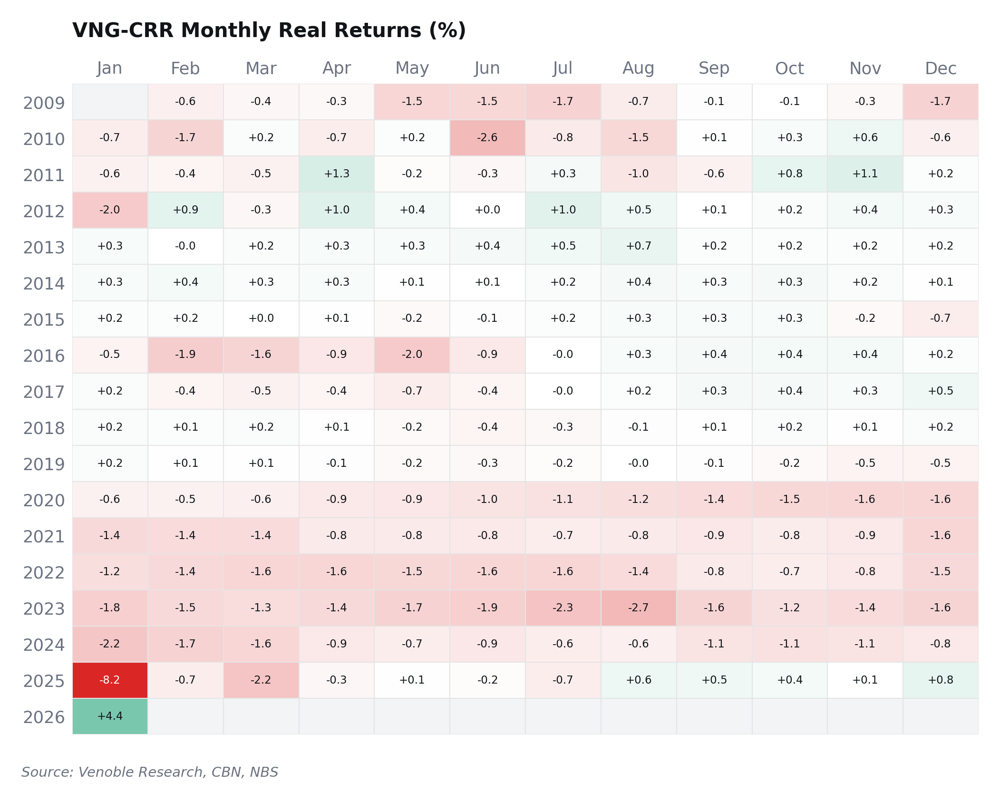 VNG-CRR Monthly Real Returns (%)
Jan Feb Mar Apr May Jun Jul Aug Sep Oct Nov Dec
2009 -0.6 -0.4 -0.3 -1.5 -1.5 -1.7 -0.7 -0.1 -0.1 -0.3 -1.7
2010 -0.7 -1.7 +0.2 -0.7 +0.2 -2.6 -0.8 -1.5 +0.1 +0.3 +0.6 -0.6
2011 -0.6 -0.4 -0.5 +1.3 -0.2 -0.3 +0.3 -1.0 -0.6 +0.8 +1.1 +0.2
2012 -2.0 +0.9 -0.3 +1.0 +0.4 +0.0 +1.0 +0.5 +0.1 +0.2 +0.4 +0.3
2013 +0.3 -0.0 +0.2 +0.3 +0.3 +0.4 +0.5 +0.7 +0.2 +0.2 +0.2 +0.2
2014 +0.3 +0.4 +0.3 +0.3 +0.1 +0.1 +0.2 +0.4 +0.3 +0.3 +0.2 +0.1
2015 +0.2 +0.2 +0.0 +0.1 -0.2 -0.1 +0.2 +0.3 +0.3 +0.3 -0.2 -0.7
2016 -0.5 -1.9 -1.6 -0.9 -2.0 -0.9 -0.0 +0.3 +0.4 +0.4 +0.4 +0.2
2017 +0.2 -0.4 -0.5 -0.4 -0.7 -0.4 -0.0 +0.2 +0.3 +0.4 +0.3 +0.5
2018 +0.2 +0.1 +0.2 +0.1 -0.2 -0.4 -0.3 -0.1 +0.1 +0.2 +0.1 +0.2
2019 +0.2 +0.1 +0.1 -0.1 -0.2 -0.3 -0.2 -0.0 -0.1 -0.2 -0.5 -0.5
2020 -0.6 -0.5 -0.6 -0.9 -0.9 -1.0 -1.1 -1.2 -1.4 -1.5 -1.6 -1.6
2021 -1.4 -1.4 -1.4 -0.8 -0.8 -0.8 -0.7 -0.8 -0.9 -0.8 -0.9 -1.6
2022 -1.2 -1.4 -1.6 -1.6 -1.5 -1.6 -1.6 -1.4 -0.8 -0.7 -0.8 -1.5
2023 -1.8 -1.5 -1.3 -1.4 -1.7 -1.9 -2.3 -2.7 -1.6 -1.2 -1.4 -1.6
2024 -2.2 -1.7 -1.6 -0.9 -0.7 -0.9 -0.6 -0.6 -1.1 -1.1 -1.1 -0.8
2025 -8.2 -0.7 -2.2 -0.3 +0.1 -0.2 -0.7 +0.6 +0.5 +0.4 +0.1 +0.8
2026 +4.4
Source: Venoble Research, CBN, NBS